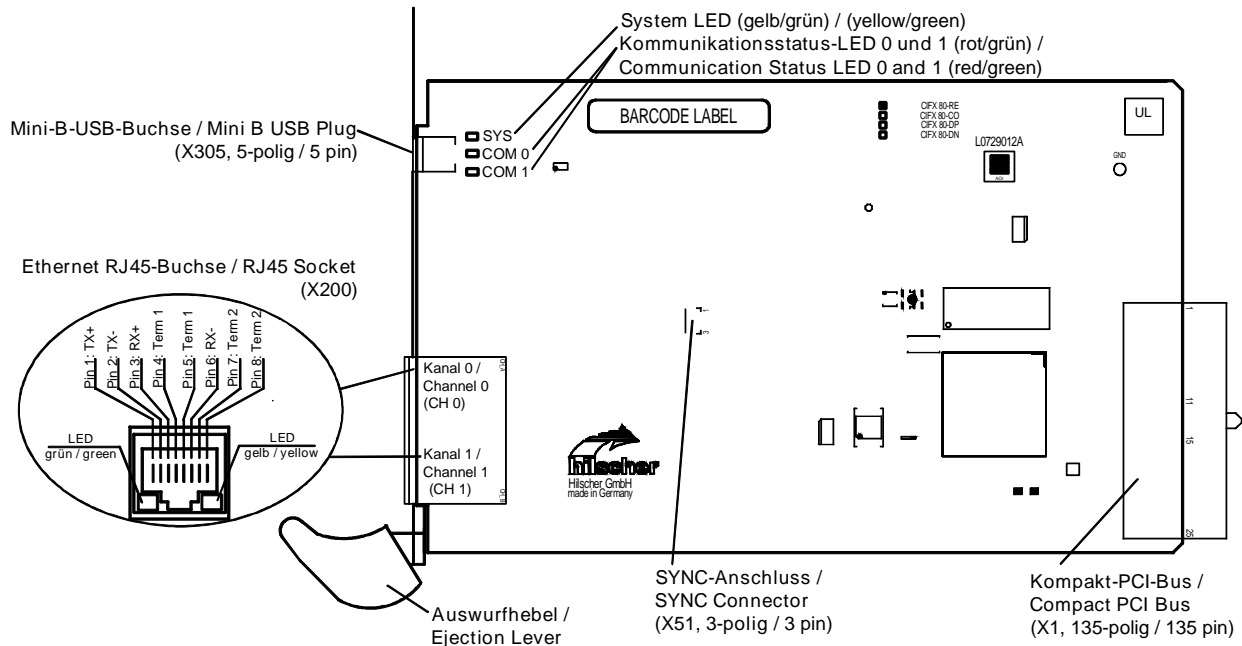 System LED (gelb/grün) / (yellow/green)
Kommunikationsstatus-LED 0 und 1 (rot/grün) /
Communication Status LED 0 and 1 (red/green)
Mini-B-USB-Buchse / Mini B USB Plug
(X305, 5-polig / 5 pin)
SYS
COM 0
COM 1
BARCODE LABEL
CIFX 80-RE
CIFX 80-CO
CIFX 80-DP
CIFX 80-DN
UL
L0729012A
GND
Ethernet RJ45-Buchse / RJ45 Socket
(X200)
Pin 1: TX+
Pin 2: TX-
Pin 3: RX+
Pin 4: Term 1
Pin 5: Term 1
Pin 6: RX-
Pin 7: Term 2
Pin 8: Term 2
LED
grün / green
LED
gelb / yellow
Kanal 0 /
Channel 0
(CH 0)
Kanal 1 /
Channel 1
(CH 1)
1
3
1
11
15
25
hilscher
Hilscher GmbH
made in Germany
Auswurfhebel /
Ejection Lever
SYNC-Anschluss /
SYNC Connector
(X51, 3-polig / 3 pin)
Kompakt-PCI-Bus /
Compact PCI Bus
(X1, 135-polig / 135 pin)